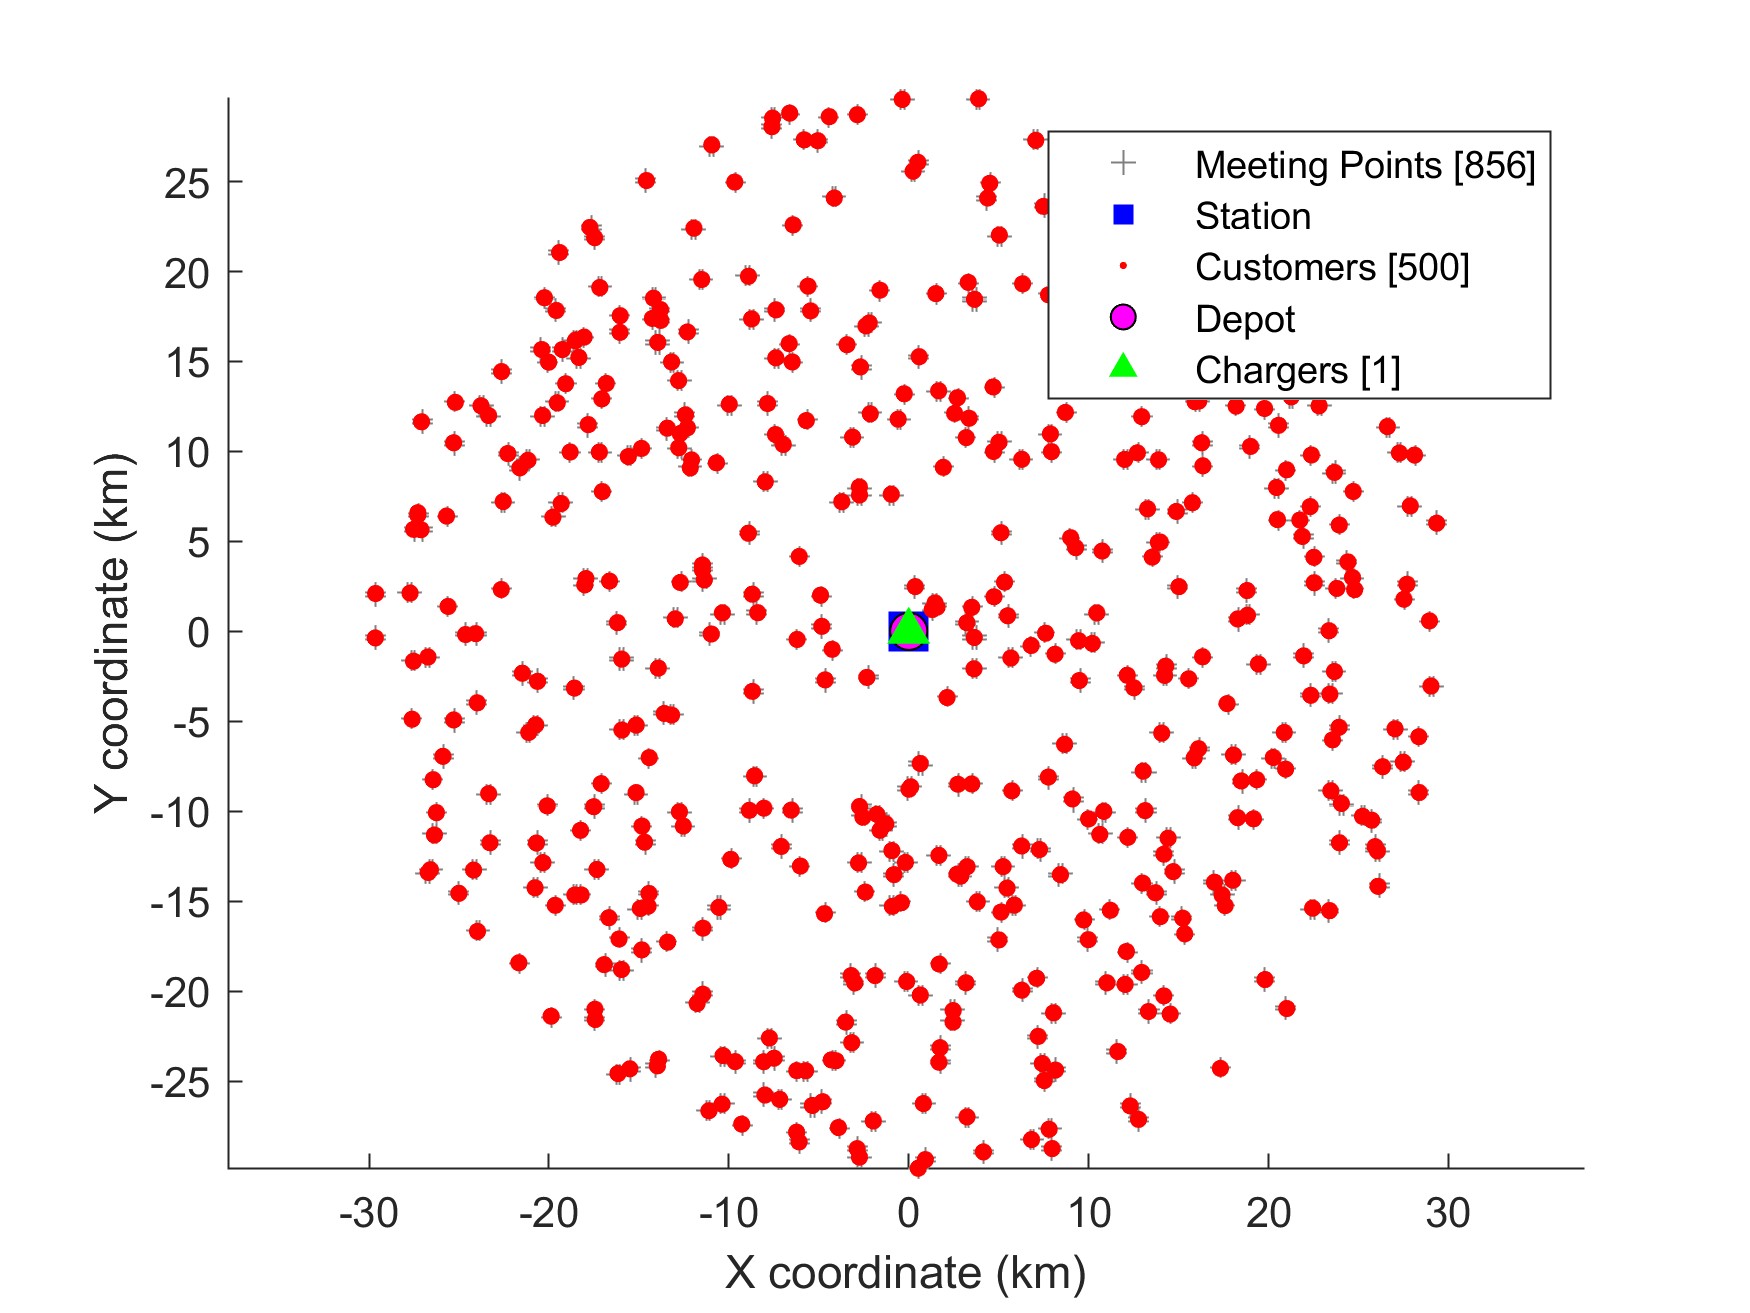 Meeting Points [856]
Station
Customers [500]
Depot
Chargers [1]
25
20
15
10
5
0
-5
-10
-15
-20
-25
Y coordinate (km)
-30 -20 -10 0 10 20 30
X coordinate (km)